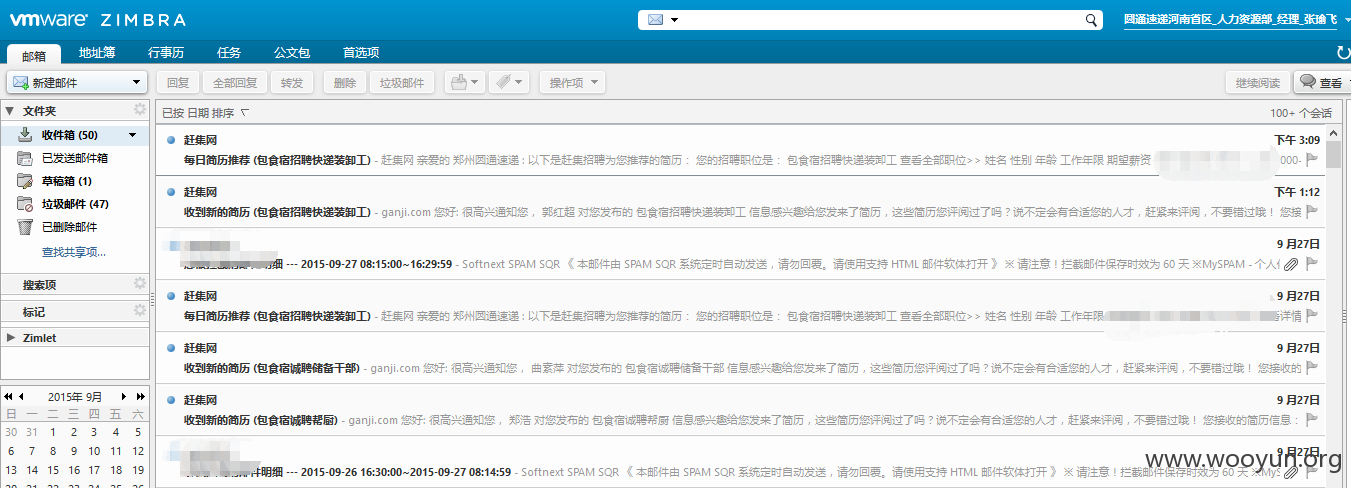 vmware ZIMBRA
圆通速递河南省区_人力资源部_经理_张瑜飞
邮箱 地址簿 行事历 任务 公文包 首选项
新建邮件 回复 全部回复 转发 删除 垃圾邮件 操作项 继续阅读 查看
文件夹
收件箱 (50)
已发送邮件箱
草稿箱 (1)
垃圾邮件 (47)
已删除邮件
查找共享项...
搜索项
标记
Zimlet
2015年 9月
日 一 二 三 四 五 六
30 31 1 2 3 4 5
6 7 8 9 10 11 12
13 14 15 16 17 18 19
已按 日期 排序 100+ 个会话
赶集网 下午 3:09
每日简历推荐 (包食宿招聘快递装卸工) - 赶集网 亲爱的 郑州圆通速递 : 以下是赶集招聘为您推荐的简历： 您的招聘职位是： 包食宿招聘快递装卸工 查看全部职位>> 姓名 性别 年龄 工作年限 期望薪资 000-
赶集网 下午 1:12
收到新的简历 (包食宿招聘快递装卸工) - ganji.com 您好: 很高兴通知您， 郭红超 对您发布的 包食宿招聘快递装卸工 信息感兴趣给您发来了简历，这些简历您评阅过了吗？说不定会有合适您的人才，赶紧来评阅，不要错过哦！ 您接
9 月27日
明细 --- 2015-09-27 08:15:00~16:29:59 - Softnext SPAM SQR 《 本邮件由 SPAM SQR 系统定时自动发送，请勿回要。请使用支持 HTML 邮件软体打开 》 ※ 请注意！拦截邮件保存时效为 60 天 ※MySPAM - 个人
赶集网 9 月27日
每日简历推荐 (包食宿招聘快递装卸工) - 赶集网 亲爱的 郑州圆通速递 : 以下是赶集招聘为您推荐的简历： 您的招聘职位是： 包食宿招聘快递装卸工 查看全部职位>> 姓名 性别 年龄 工作年限 详情
赶集网 9 月27日
收到新的简历 (包食宿诚聘储备干部) - ganji.com 您好: 很高兴通知您， 曲素萍 对您发布的 包食宿诚聘储备干部 信息感兴趣给您发来了简历，这些简历您评阅过了吗？说不定会有合适您的人才，赶紧来评阅，不要错过哦！ 您接收的
赶集网 9 月27日
收到新的简历 (包食宿诚聘帮厨) - ganji.com 您好: 很高兴通知您， 郑浩 对您发布的 包食宿诚聘帮厨 信息感兴趣给您发来了简历，这些简历您评阅过了吗？说不定会有合适您的人才，赶紧来评阅，不要错过哦！ 您接收的简历信息：
9 月27日
件明细 --- 2015-09-26 16:30:00~2015-09-27 08:14:59 - Softnext SPAM SQR 《 本邮件由 SPAM SQR 系统定时自动发送，请勿回要。请使用支持 HTML 邮件软体打开 》 ※ 请注意！拦截邮件保存时效为 60 天 ※MyS
www.wooyun.org